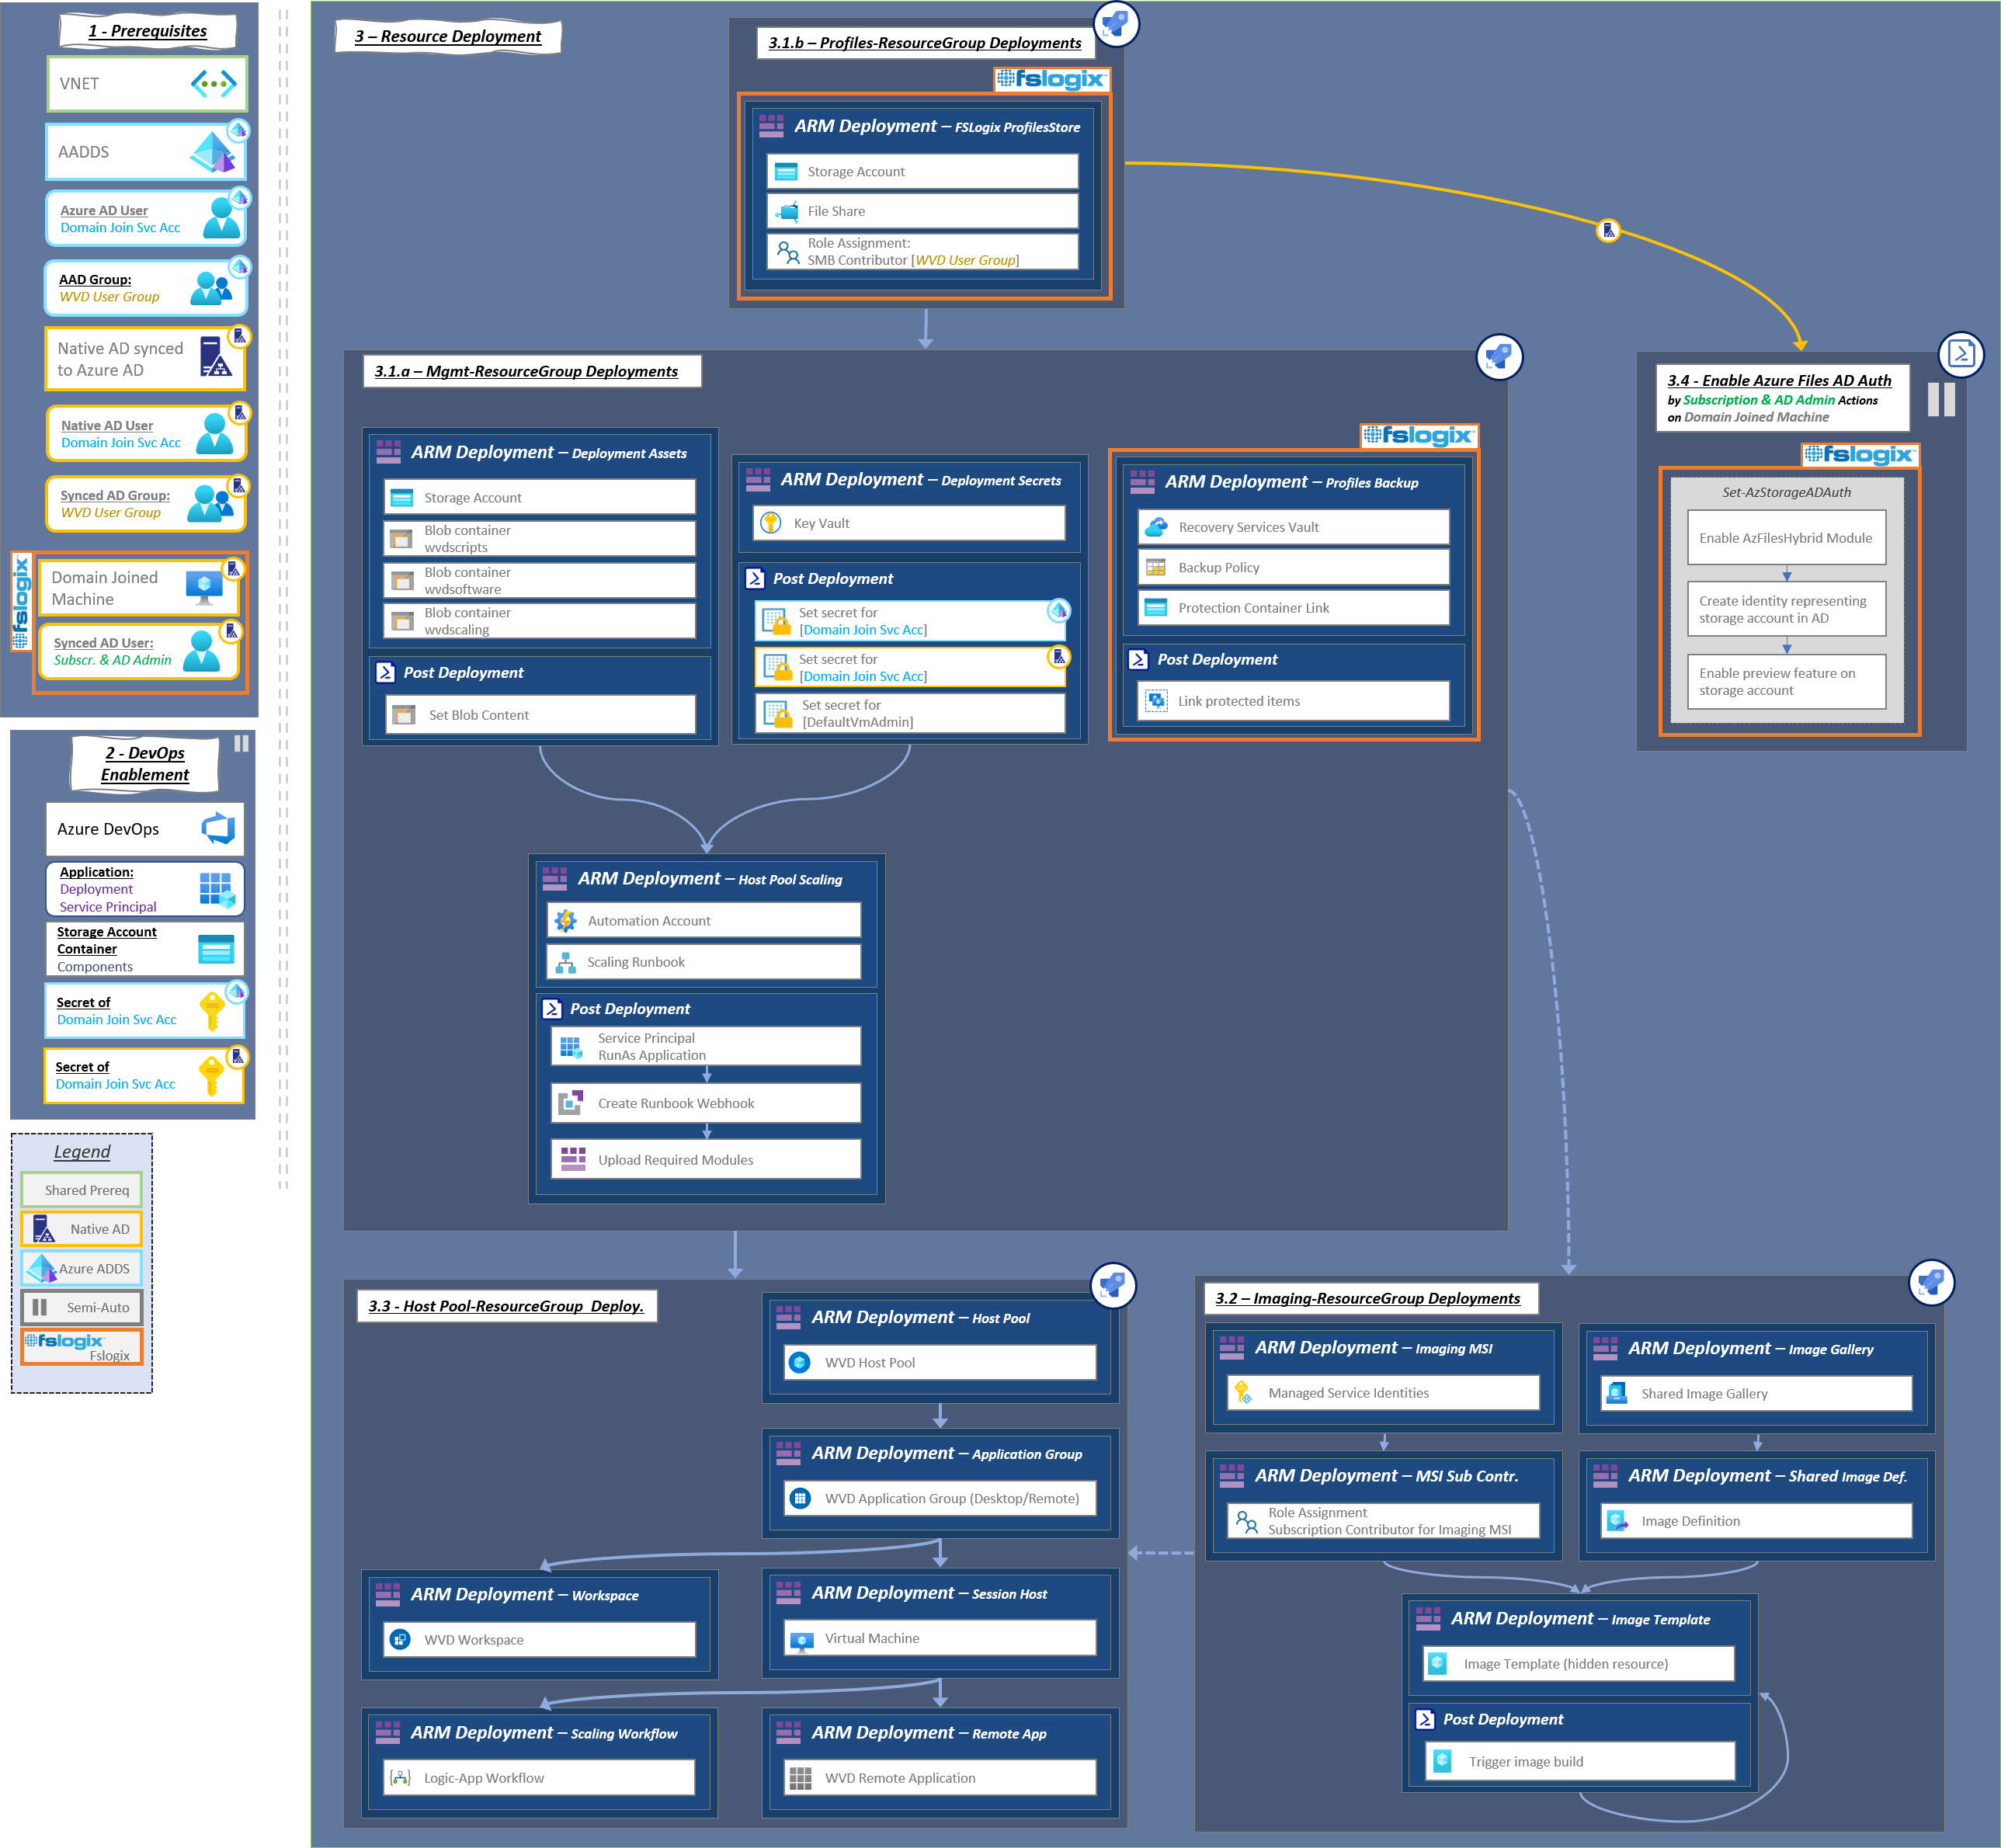 1 - Prerequisites
VNET
AADDS
Azure AD User
Domain Join Svc Acc
AAD Group:
WVD User Group
Native AD synced
to Azure AD
Native AD User
Domain Join Svc Acc
Synced AD Group:
WVD User Group
fslogix
Domain Joined
Machine
Synced AD User:
Subscr. & AD Admin
2 - DevOps
Enablement
Azure DevOps
Application:
Deployment
Service Principal
Storage Account
Container
Components
Secret of
Domain Join Svc Acc
Secret of
Domain Join Svc Acc
Legend
Shared Prereq
Native AD
Azure ADDS
Semi-Auto
fslogix
Fslogix
3 – Resource Deployment
3.1.b – Profiles-ResourceGroup Deployments
fslogix
ARM Deployment – FSLogix ProfilesStore
Storage Account
File Share
Role Assignment:
SMB Contributor [WVD User Group]
3.1.a – Mgmt-ResourceGroup Deployments
ARM Deployment – Deployment Assets
Storage Account
Blob container
wvdscripts
Blob container
wvdsoftware
Blob container
wvdscaling
Post Deployment
Set Blob Content
ARM Deployment – Deployment Secrets
Key Vault
Post Deployment
Set secret for
[Domain Join Svc Acc]
Set secret for
[Domain Join Svc Acc]
Set secret for
[DefaultVmAdmin]
fslogix
ARM Deployment – Profiles Backup
Recovery Services Vault
Backup Policy
Protection Container Link
Post Deployment
Link protected items
ARM Deployment – Host Pool Scaling
Automation Account
Scaling Runbook
Post Deployment
Service Principal
RunAs Application
Create Runbook Webhook
Upload Required Modules
3.4 - Enable Azure Files AD Auth
by Subscription & AD Admin Actions
on Domain Joined Machine
fslogix
Set-AzStorageADAuth
Enable AzFilesHybrid Module
Create identity representing
storage account in AD
Enable preview feature on
storage account
3.3 - Host Pool-ResourceGroup Deploy.
ARM Deployment – Host Pool
WVD Host Pool
ARM Deployment – Application Group
WVD Application Group (Desktop/Remote)
ARM Deployment – Workspace
WVD Workspace
ARM Deployment – Session Host
Virtual Machine
ARM Deployment – Scaling Workflow
Logic-App Workflow
ARM Deployment – Remote App
WVD Remote Application
3.2 – Imaging-ResourceGroup Deployments
ARM Deployment – Imaging MSI
Managed Service Identities
ARM Deployment – Image Gallery
Shared Image Gallery
ARM Deployment – MSI Sub Contr.
Role Assignment
Subscription Contributor for Imaging MSI
ARM Deployment – Shared Image Def.
Image Definition
ARM Deployment – Image Template
Image Template (hidden resource)
Post Deployment
Trigger image build